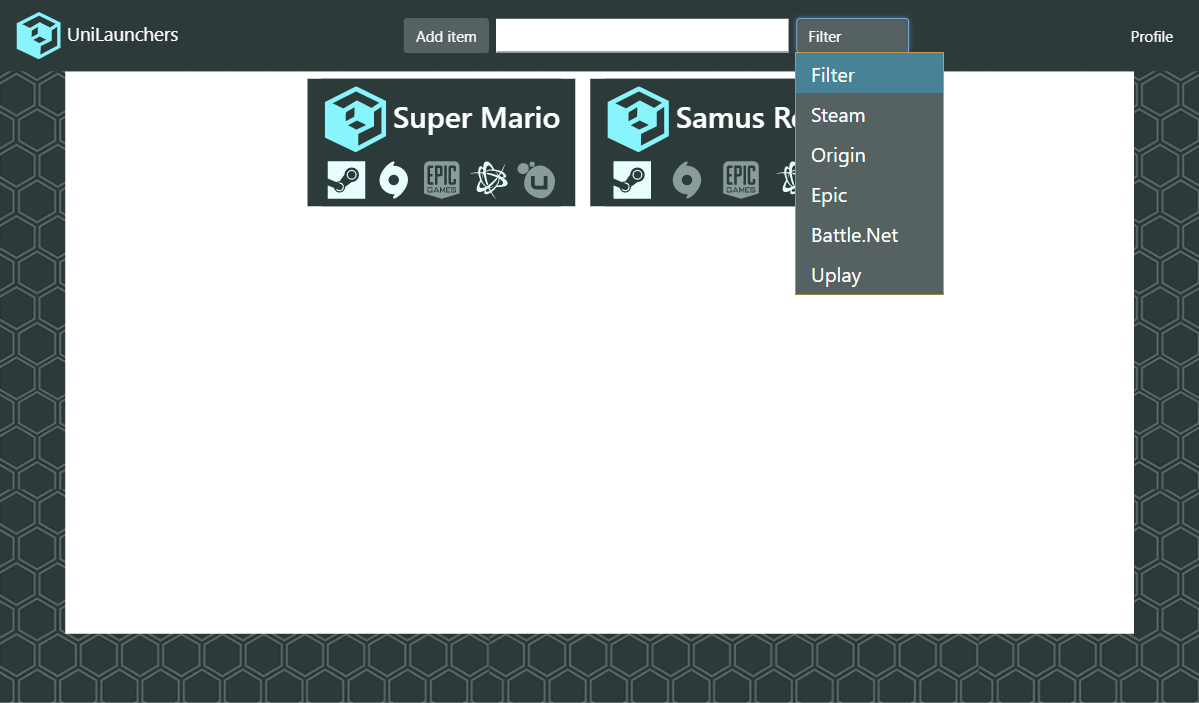 UniLaunchers
Add item
Filter
Profile
Filter
Steam
Origin
Epic
Battle.Net
Uplay
Super Mario
EPIC
GAMES
Samus
EPIC
GAMES